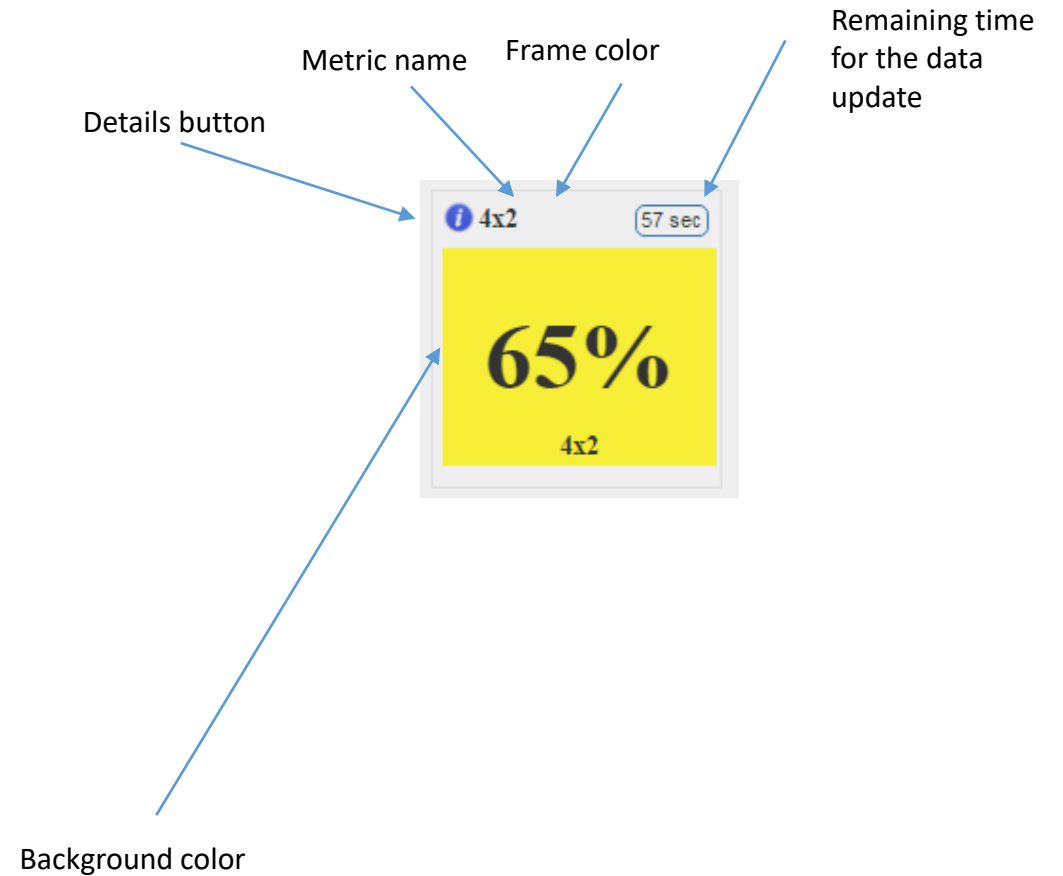 Remaining time
for the data
update
Frame color
Metric name
Details button
i 4x2
57 sec
65%
4x2
Background color